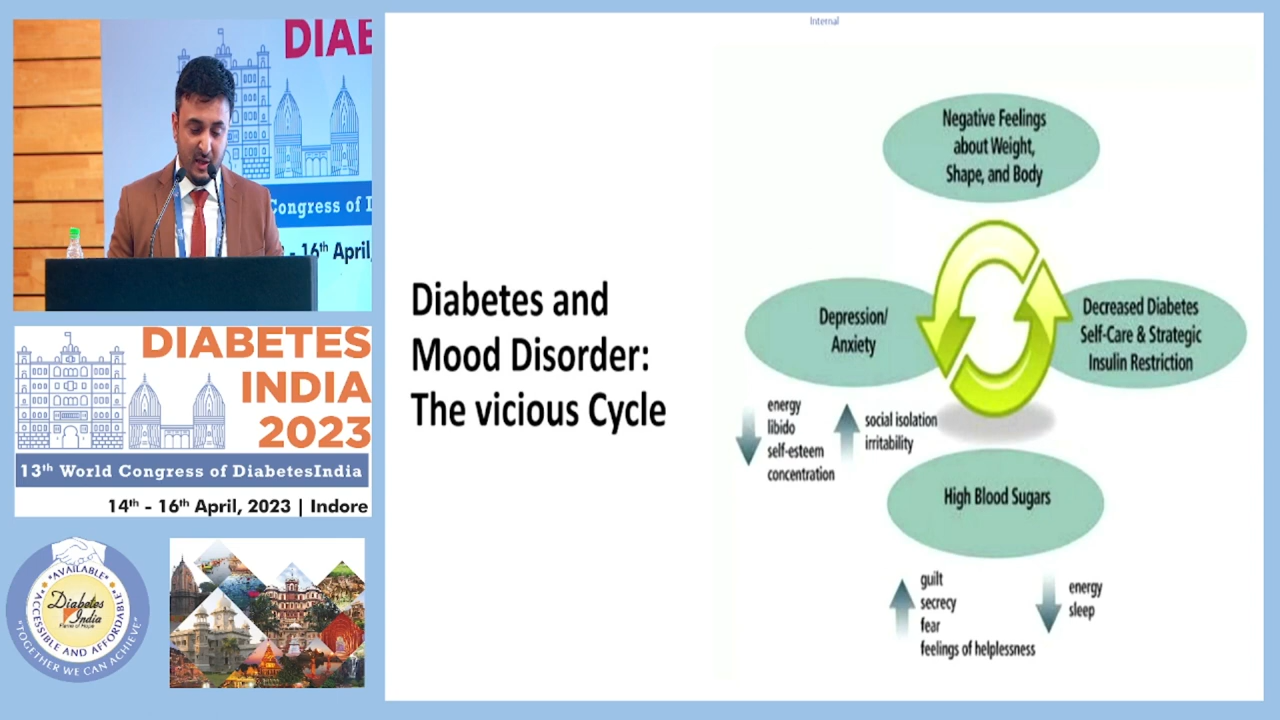 DIAB
Congress of I
- 16th April,
DIABETES
INDIA
2023
13th World Congress of DiabetesIndia
14th - 16th April, 2023 | Indore
*AVAILABLE*
*ACCESSIBLE AND AFFORDABLE*
Diabetes
India
"TOGETHER WE CAN ACHIEVE"
Internal
Diabetes and
Mood Disorder:
The vicious Cycle
Negative Feelings
about Weight,
Shape, and Body
Depression/
Anxiety
Decreased Diabetes
Self-Care & Strategic
Insulin Restriction
energy
libido
self-esteem
concentration
social isolation
irritability
High Blood Sugars
guilt
secrecy
fear
feelings of helplessness
energy
sleep